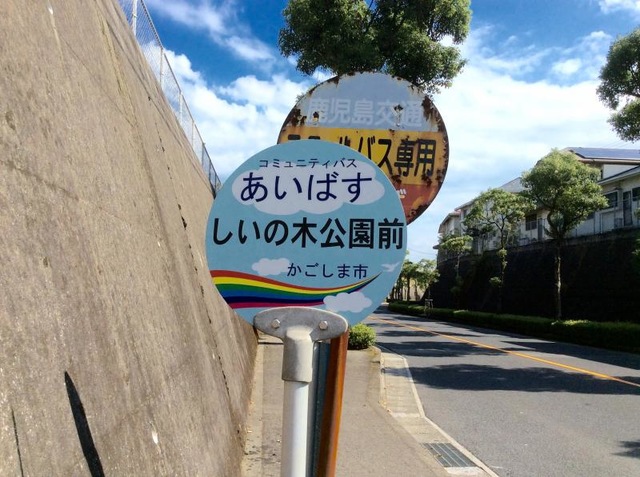 鹿児島交通
バス専用
コミュニティバス
あいばす
しいの木公園前
かごしま市